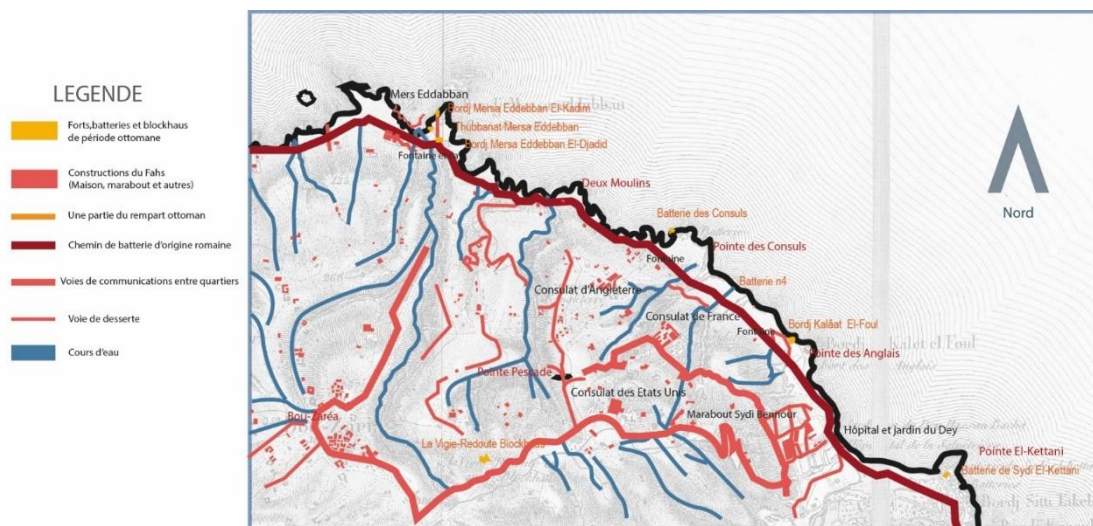 LEGENDE
Forts,batteries et blockhaus
de période ottomane
Constructions du Fahs
(Maison, marabout et autres)
Une partie du rempart ottoman
Chemin de batterie d'origine romaine
Voies de communications entre quartiers
Voie de desserte
Cours d'eau
Mers Eddabban
Bordj Mersa Eddebban El-Kadim
Thubbanat Mersa Eddebban
Bordj Mersa Eddebban El-Djadid
Fontaine
Deux Moulins
Batterie des Consuls
Pointe des Consuls
Fontaine
Consulat d'Angleterre
Batterie n4
Consulat de France
Fontaine
Bordj Kalâat El-Foul
Pointe des Anglais
Pointe Pescade
Consulat des Etats Unis
Marabout Sydi Bennour
Bou-Zaréa
La Vigie-Redoute Blockhaus
Hôpital et jardin du Dey
Pointe El-Kettani
Batterie de Sydi El-Kettani
Nord